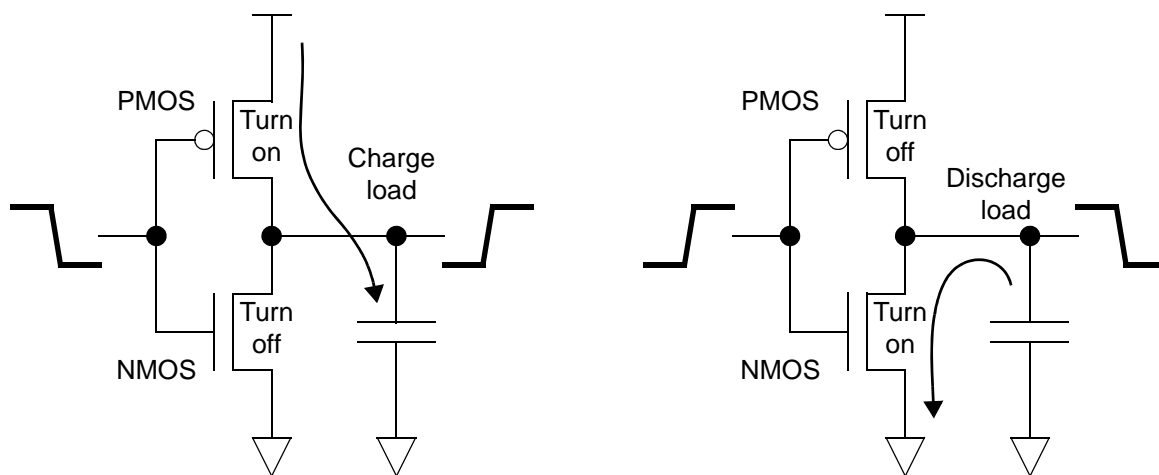 PMOS
Turn
on
Charge
load
Turn
off
NMOS
PMOS
Turn
off
Discharge
load
Turn
on
NMOS